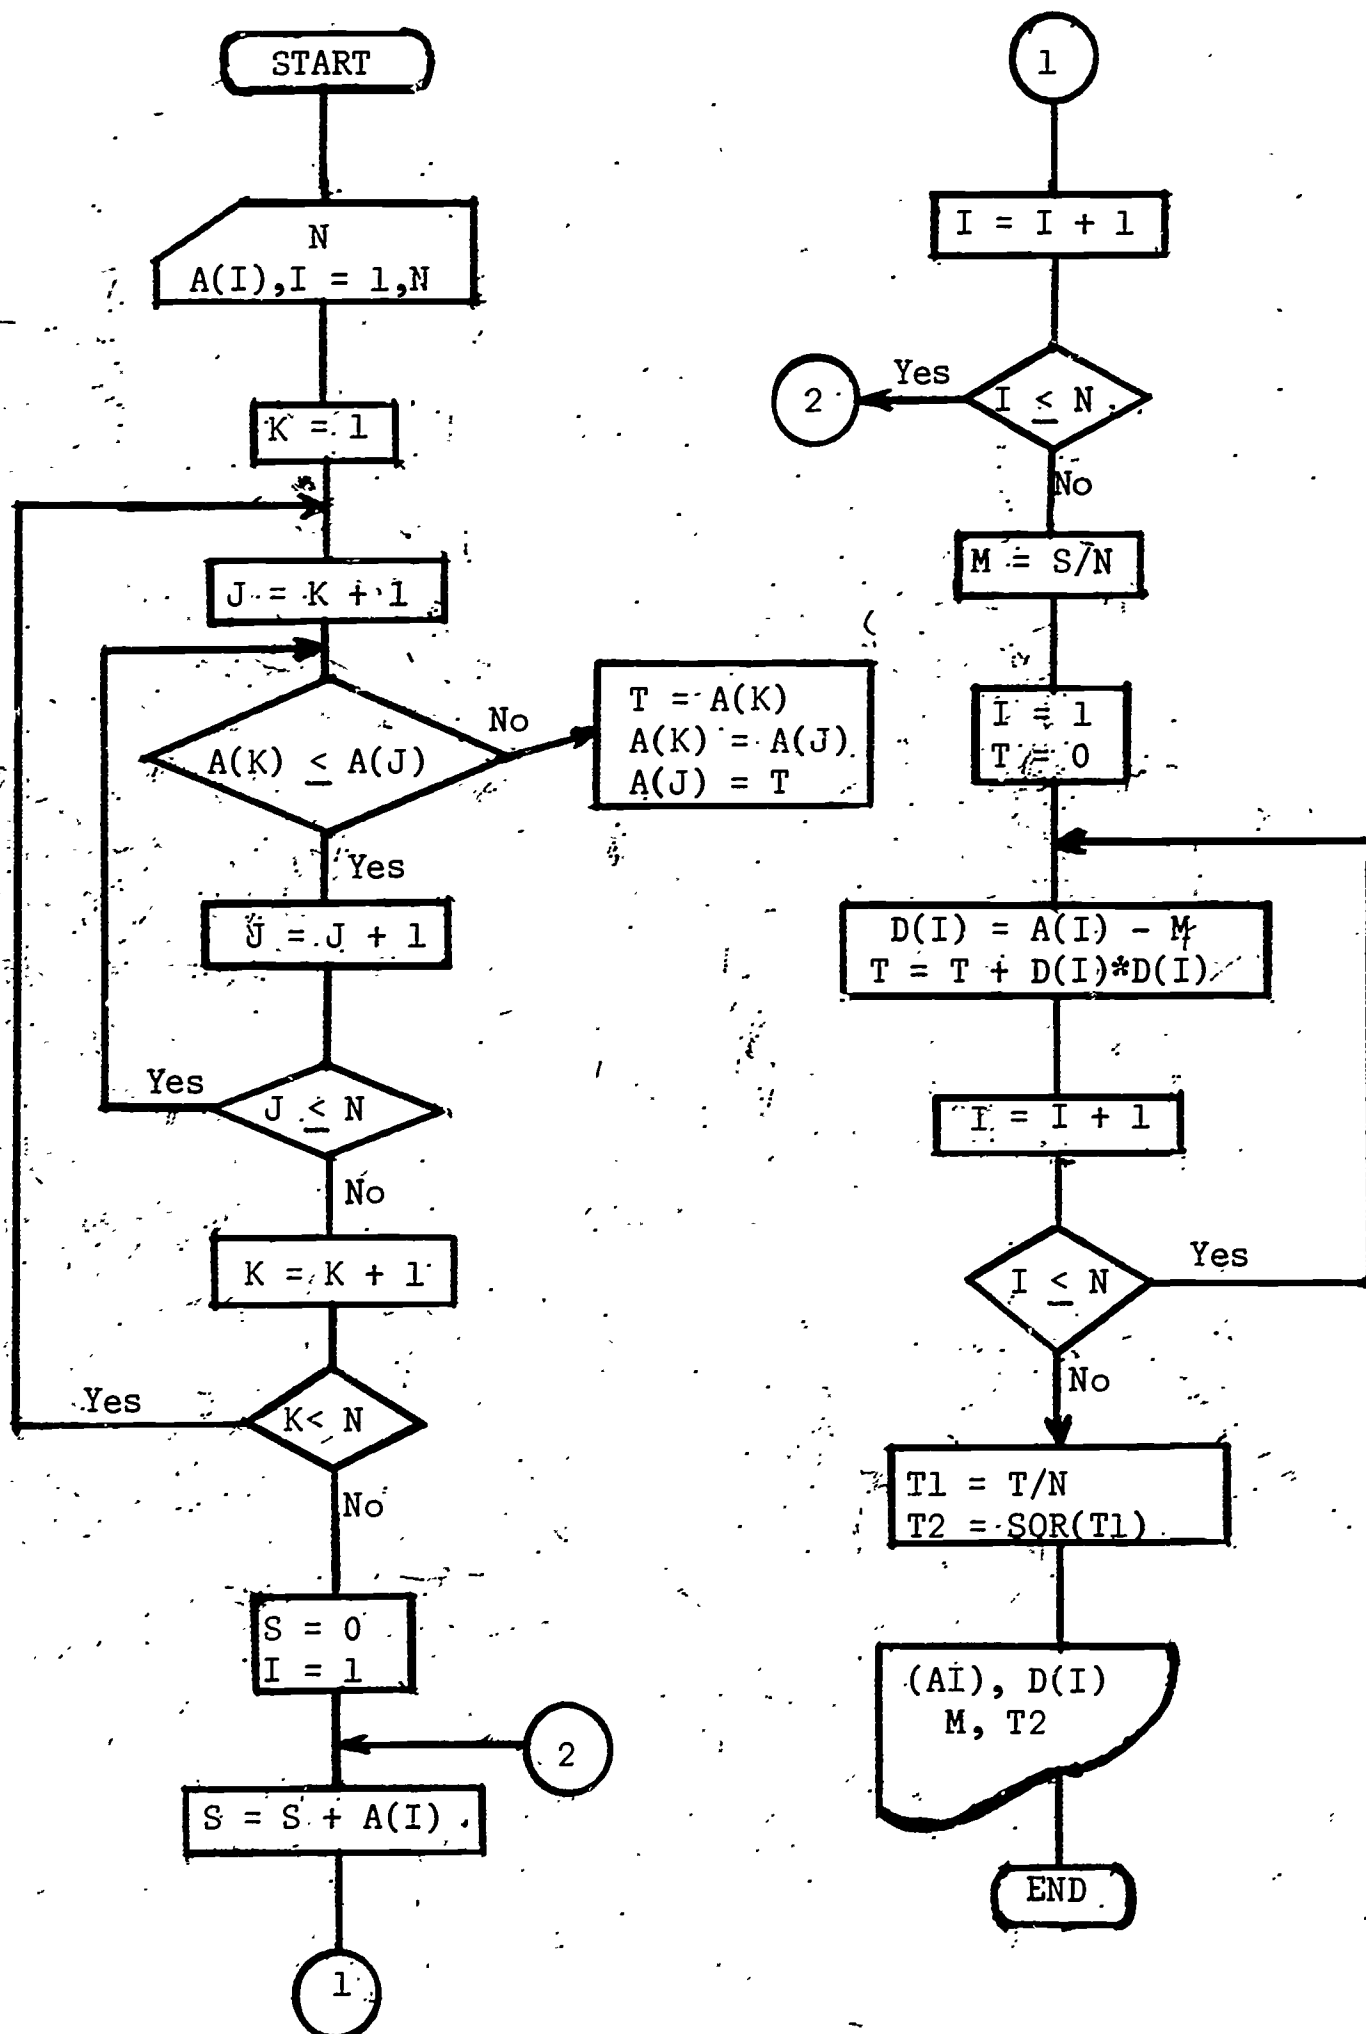 START
N
A(I),I = 1,N
K = 1
J = K + 1
A(K) ≤ A(J)
No
T = A(K)
A(K) = A(J)
A(J) = T
Yes
J = J + 1
Yes
J ≤ N
No
K = K + 1
Yes
K< N
No
S = 0
I = 1
2
S = S + A(I)
1
1
I = I + 1
Yes
2
I ≤ N
No
M = S/N
I = 1
T = 0
D(I) = A(I) - M
T = T + D(I)*D(I)
I = I + 1
I ≤ N
Yes
No
T1 = T/N
T2 = SQR(T1)
(AI), D(I)
M, T2
END